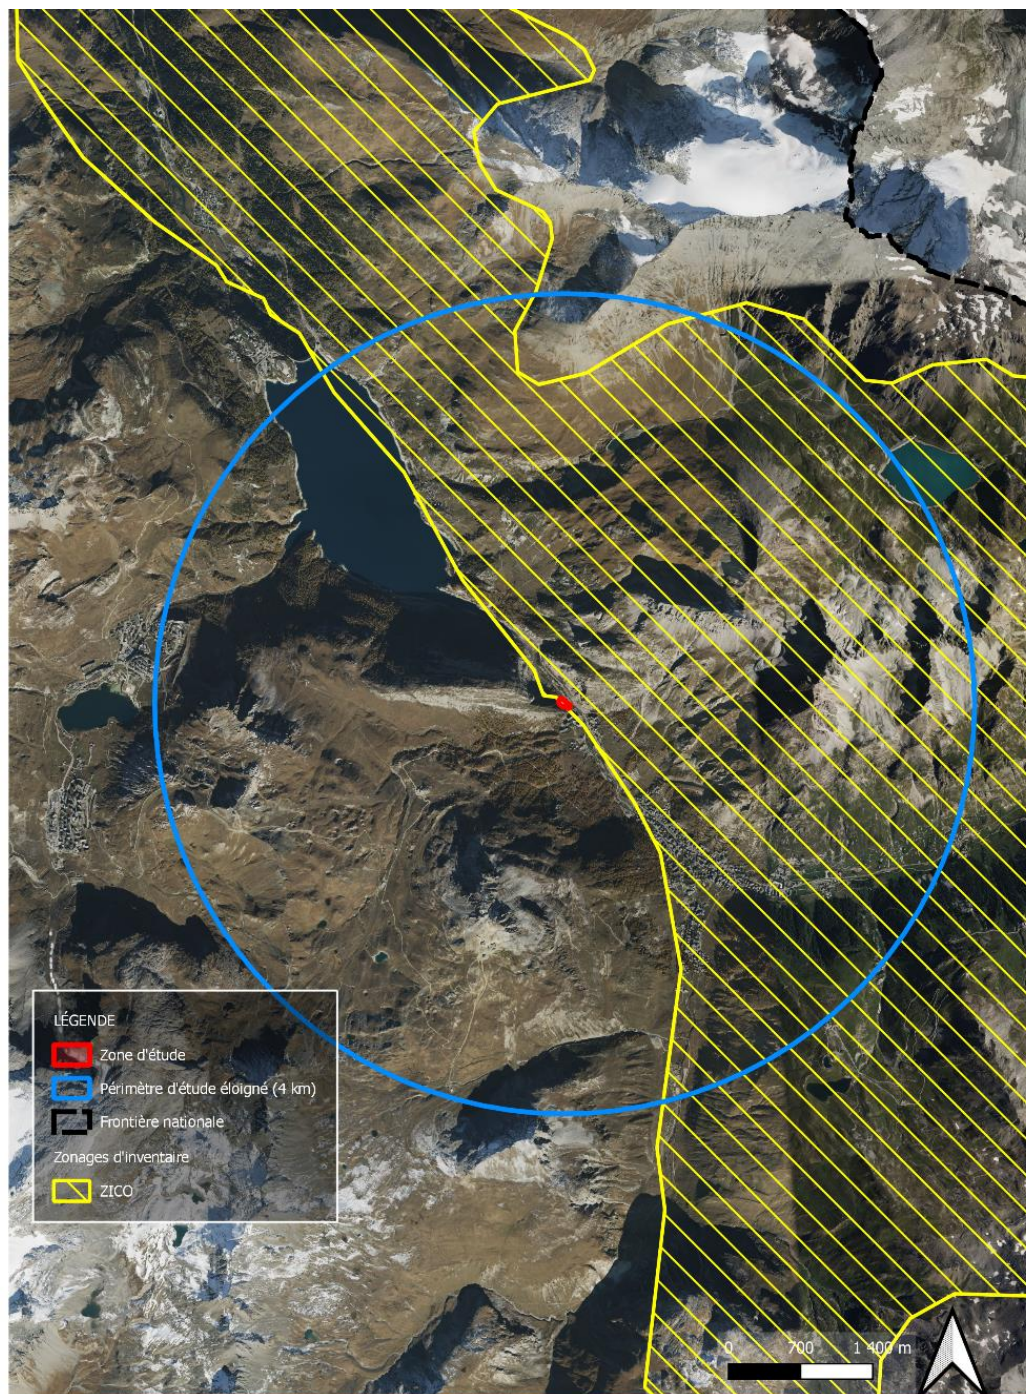 LÉGENDE
Zone d'étude
Périmètre d'étude éloigné (4 km)
Frontière nationale
Zonages d'inventaire
ZICO
0 700 1 400 m